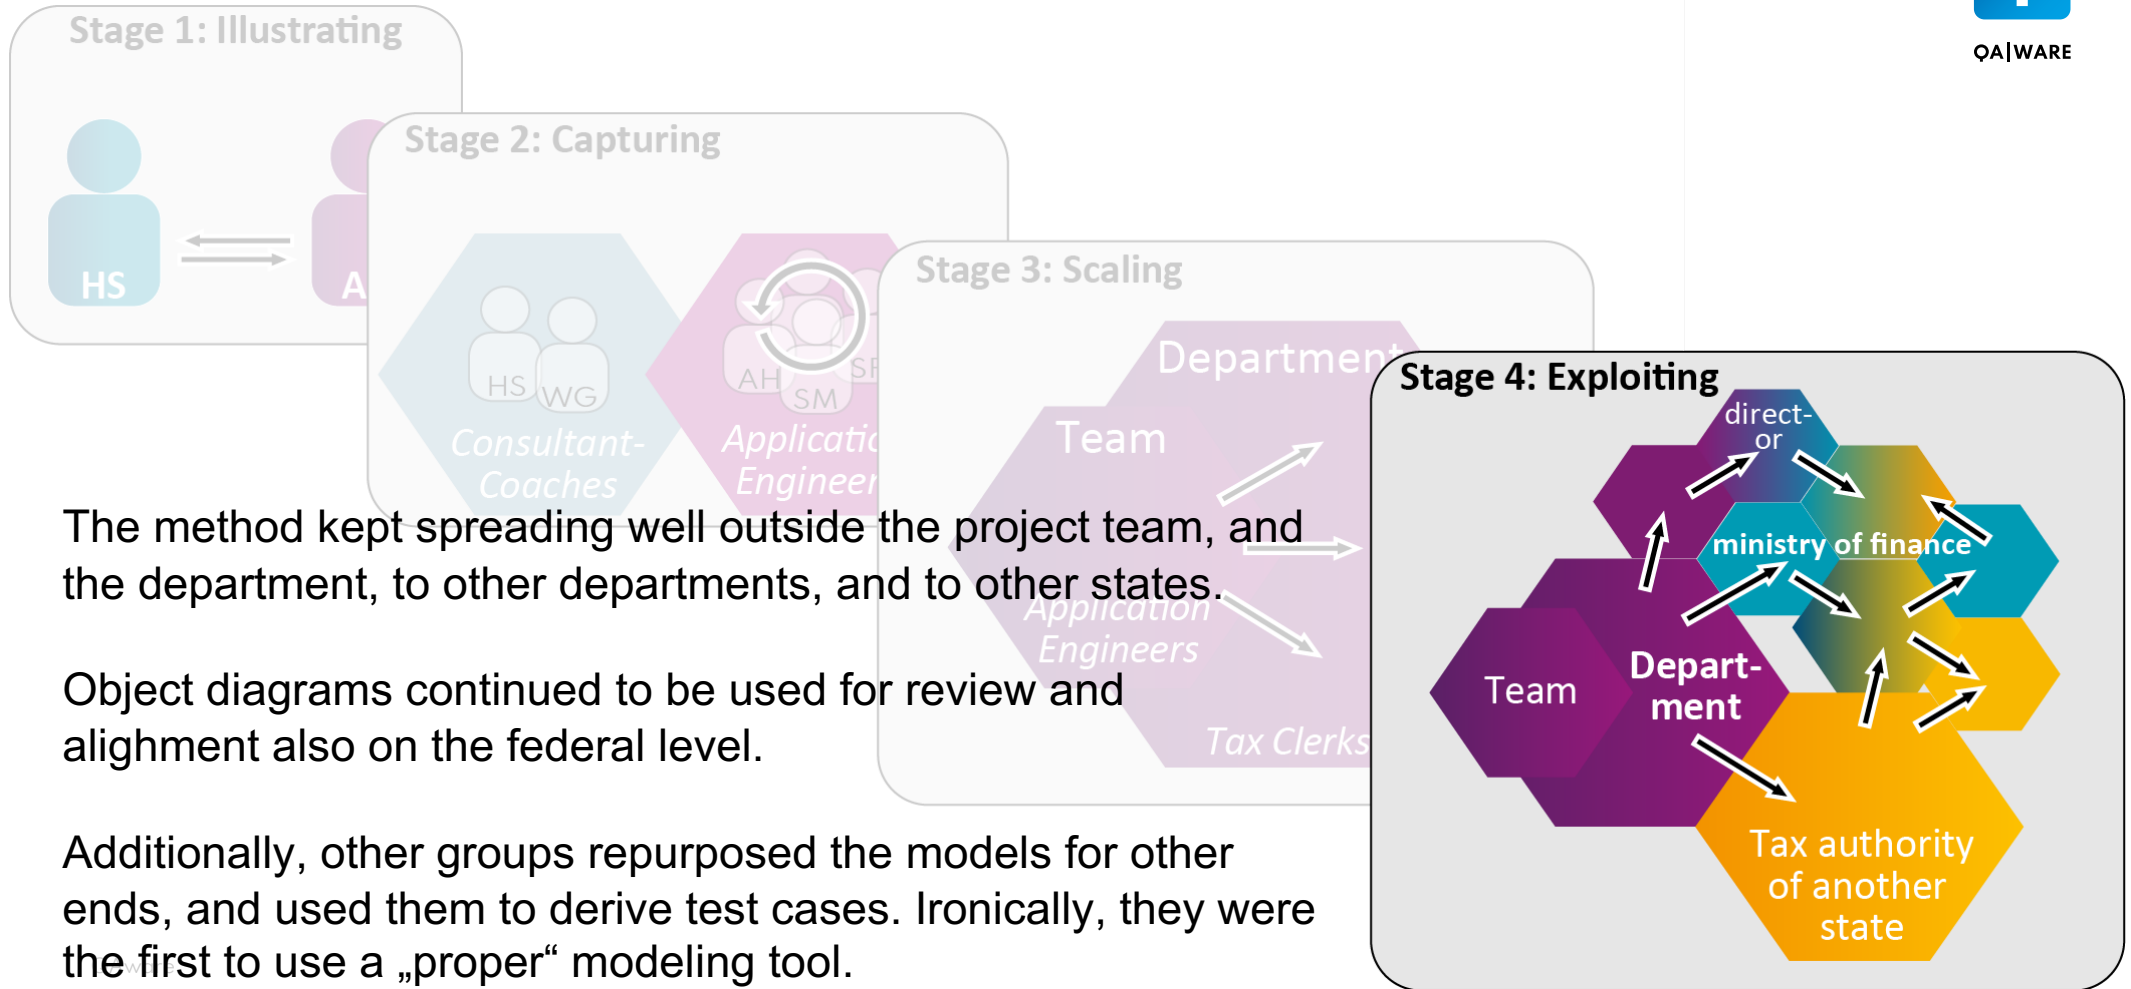 Stage 1: Illustrating
QA|WARE
HS
Stage 2: Capturing
HS
WG
AH
SM
Consultant-
Coaches
Stage 3: Scaling
Department
Team
Application
Engineers
Tax Clerks
Stage 4: Exploiting
direct-
or
ministry of finance
Team
Depart-
ment
Tax authority
of another
state
The method kept spreading well outside the project team, and
the department, to other departments, and to other states.
Object diagrams continued to be used for review and
alighment also on the federal level.
Additionally, other groups repurposed the models for other
ends, and used them to derive test cases. Ironically, they were
the first to use a „proper“ modeling tool.